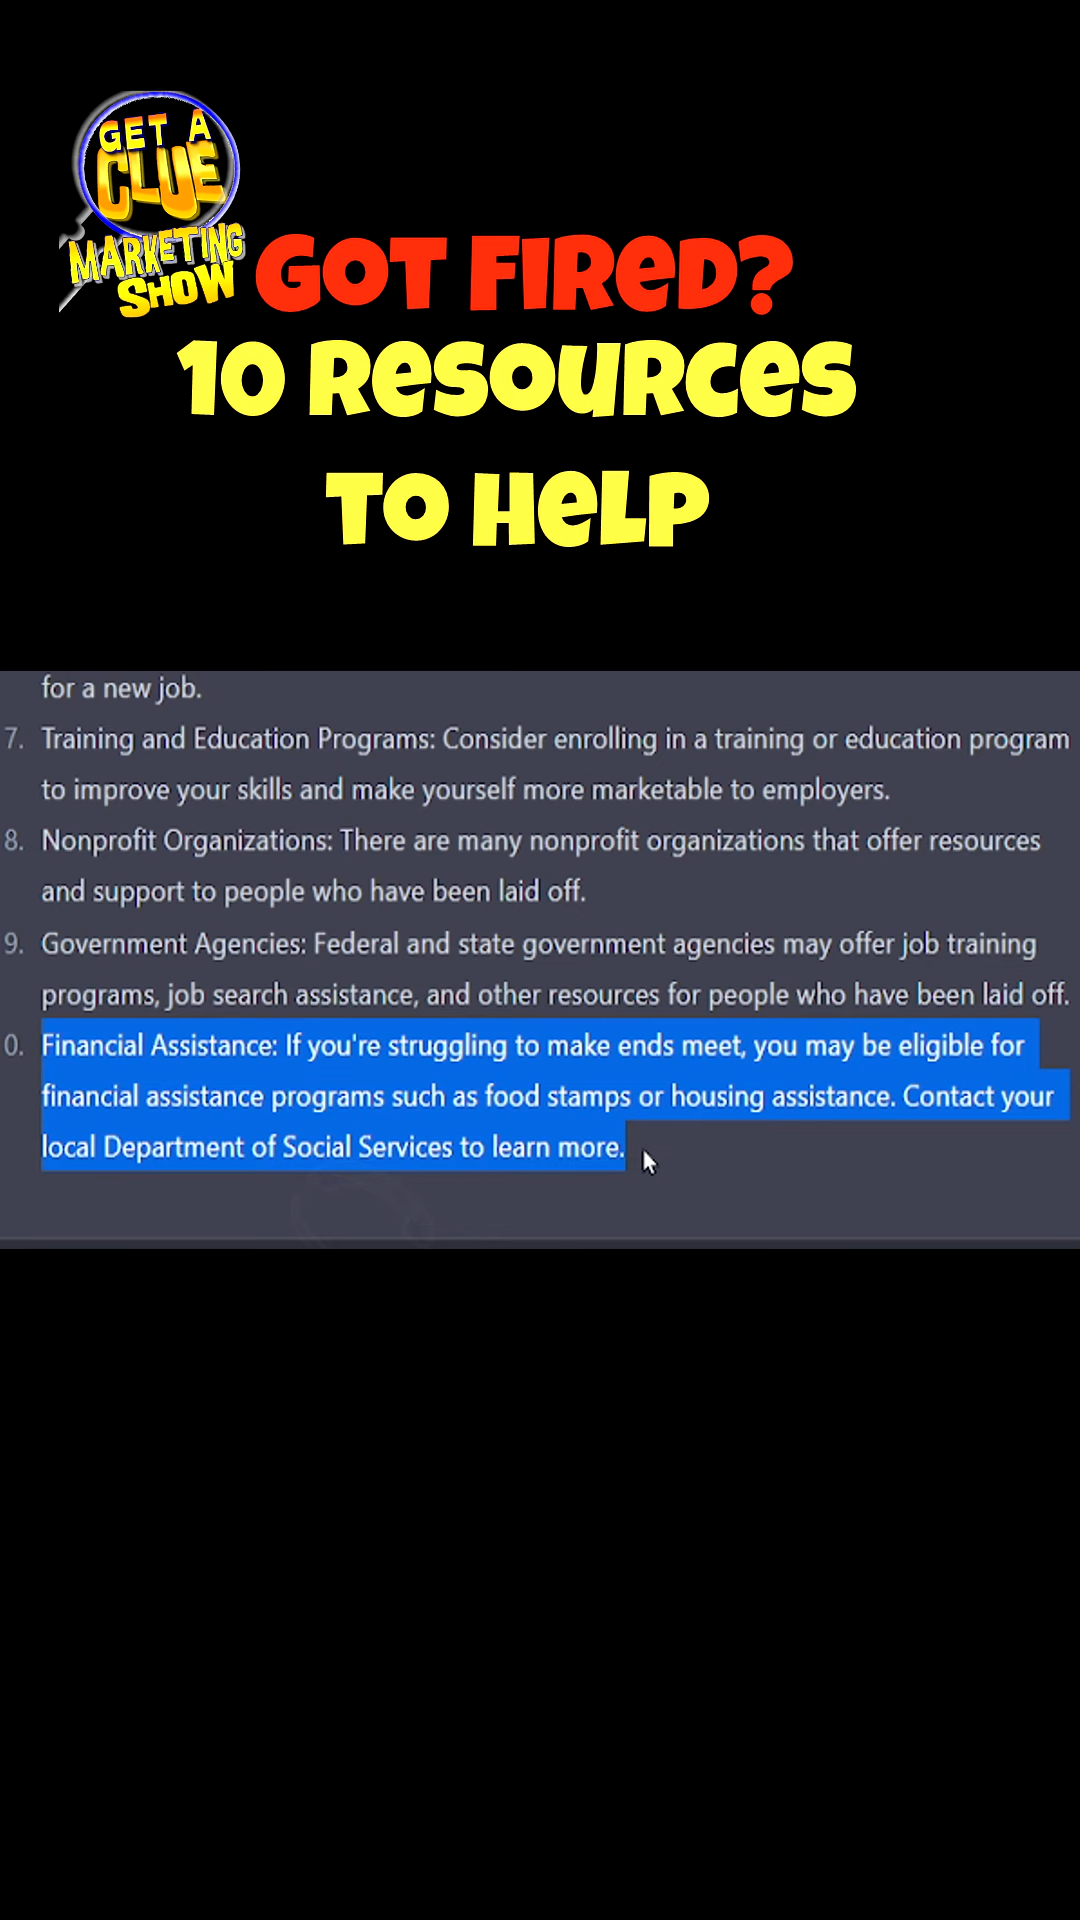 GET A
CLUE
MARKETING
SHOW
GOT FIRED?
10 RESOURCES
TO HELP
for a new job.
7. Training and Education Programs: Consider enrolling in a training or education program
to improve your skills and make yourself more marketable to employers.
8. Nonprofit Organizations: There are many nonprofit organizations that offer resources
and support to people who have been laid off.
9. Government Agencies: Federal and state government agencies may offer job training
programs, job search assistance, and other resources for people who have been laid off.
0. Financial Assistance: If you're struggling to make ends meet, you may be eligible for
financial assistance programs such as food stamps or housing assistance. Contact your
local Department of Social Services to learn more.